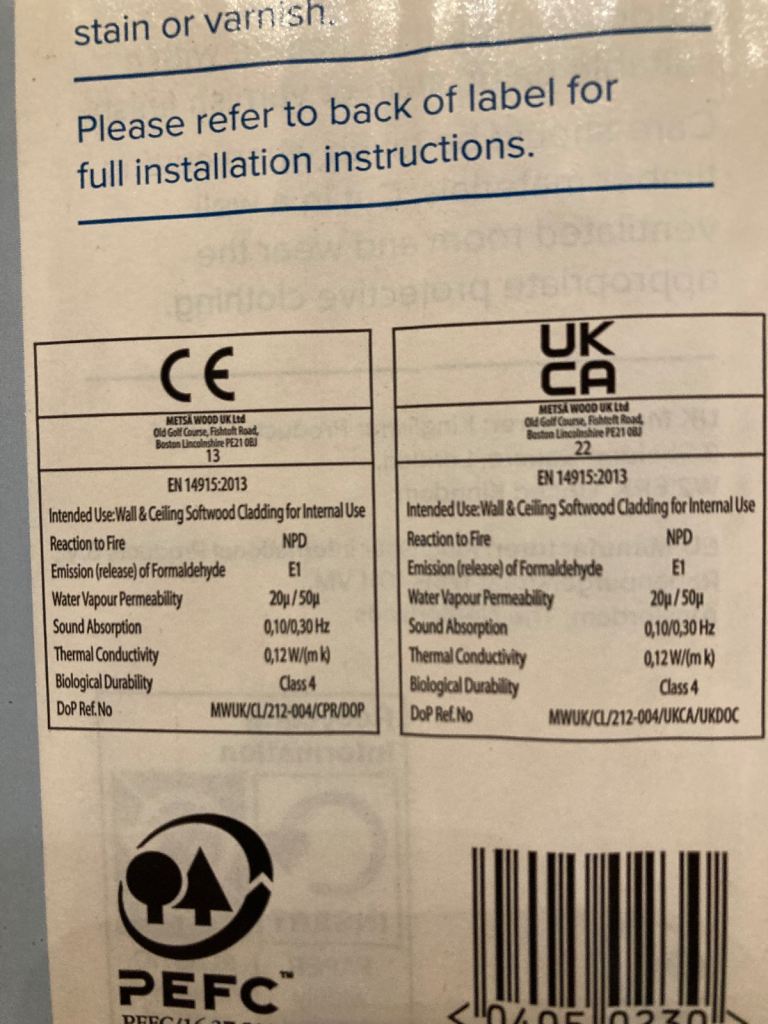 stain or varnish.
Please refer to back of label for
full installation instructions.
CE
METSÄ WOOD UK Ltd
Old Golf Course, Fishtoft Road,
Boston Lincolnshire PE21 0BJ
13
EN 14915:2013
Intended Use:Wall & Ceiling Softwood Cladding for Internal Use
Reaction to Fire NPD
Emission (release) of Formaldehyde E1
Water Vapour Permeability 20µ / 50µ
Sound Absorption 0,10/0,30 Hz
Thermal Conductivity 0,12 W/(m k)
Biological Durability Class 4
DoP Ref. No MWUK/CL/212-004/CPR/DOP
UK
CA
METSÄ WOOD UK Ltd
Old Golf Course, Fishtoft Road,
Boston Lincolnshire PE21 0BJ
22
EN 14915:2013
Intended Use:Wall & Ceiling Softwood Cladding for Internal Use
Reaction to Fire NPD
Emission (release) of Formaldehyde E1
Water Vapour Permeability 20µ / 50µ
Sound Absorption 0,10/0,30 Hz
Thermal Conductivity 0,12 W/(m k)
Biological Durability Class 4
DoP Ref. No MWUK/CL/212-004/UKCA/UKDOC
PEFC™
< 0405 0230 >